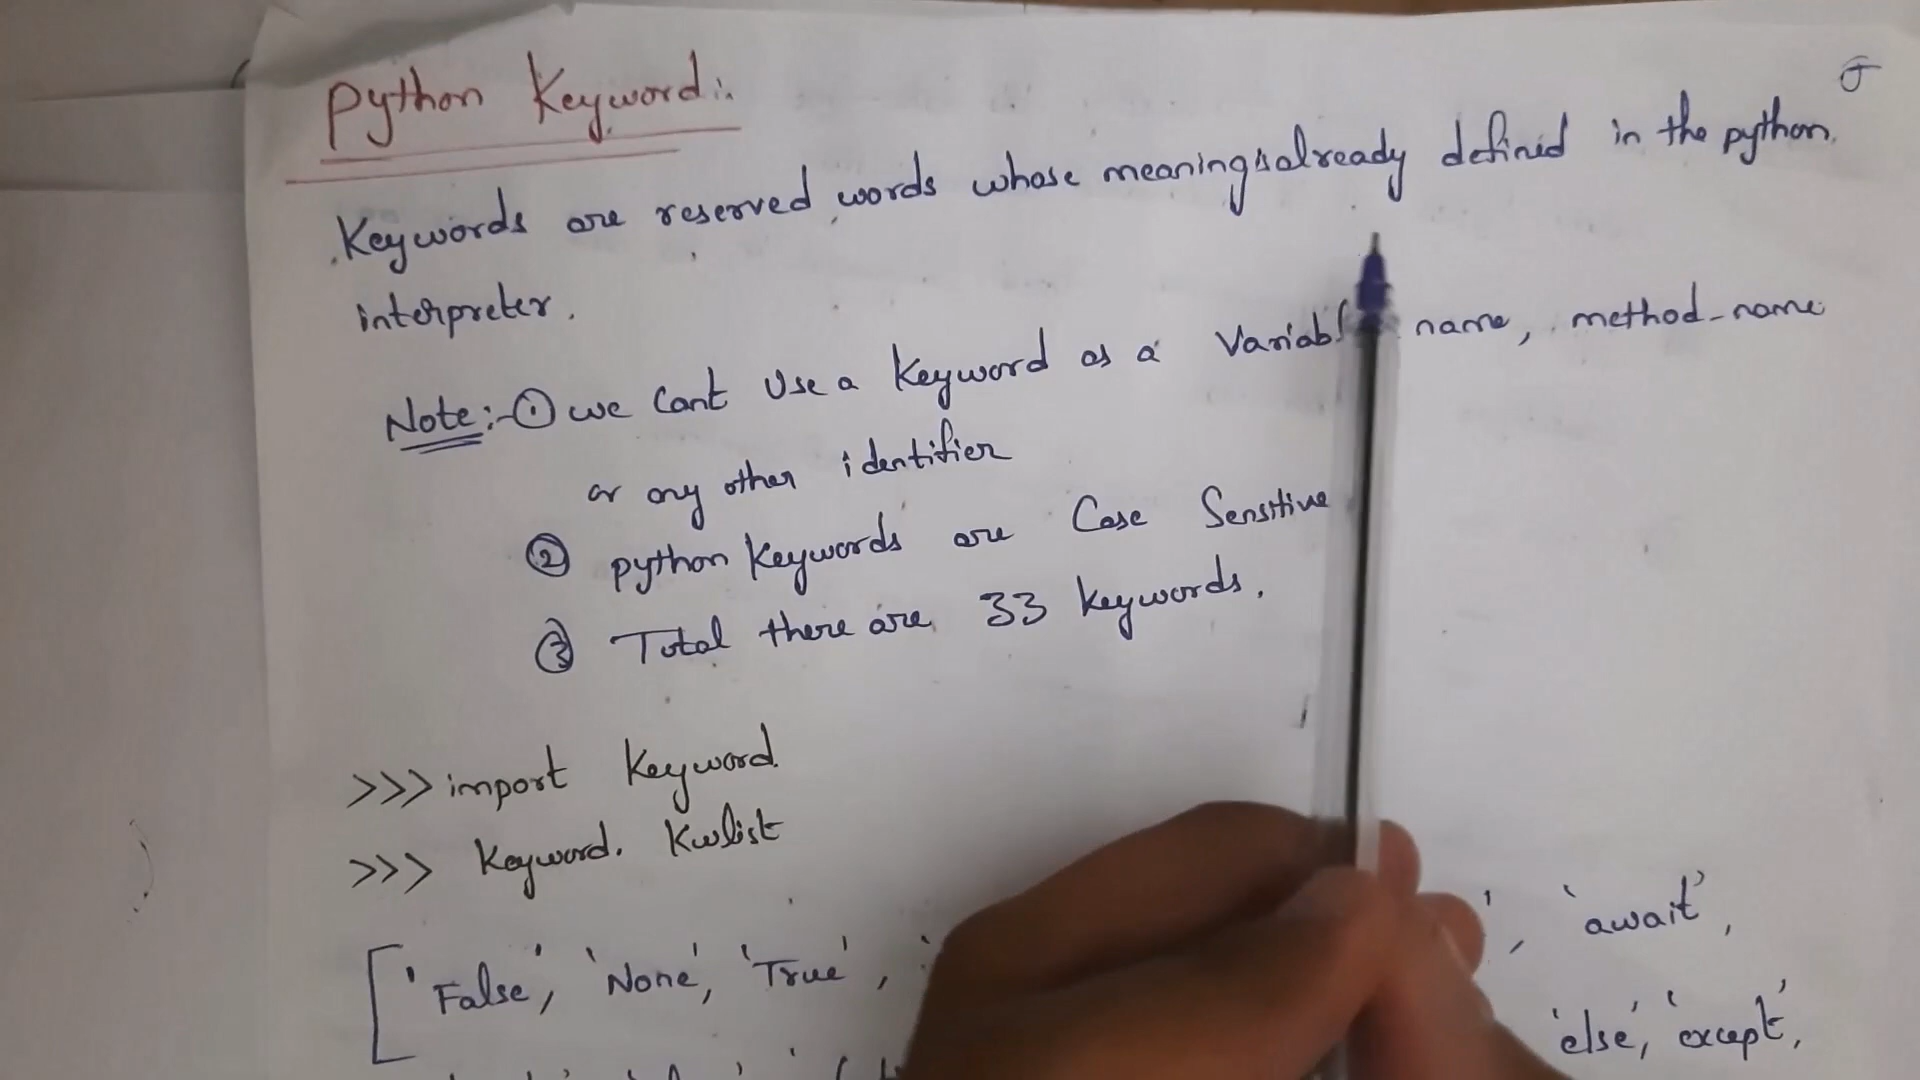 Python Keyword:.
Keywords are reserved words whose meaning is already defined in the python
interpreter.
Note:- ① we cant Use a Keyword as a Variabl name, method-name
or any other identifier
② python Keywords are Case Sensitive
③ Total there are 33 Keywords.
>>> import Keyword
>>> Keyword. Kwlist
['False', 'None', 'True', 'await',
'else', 'except',